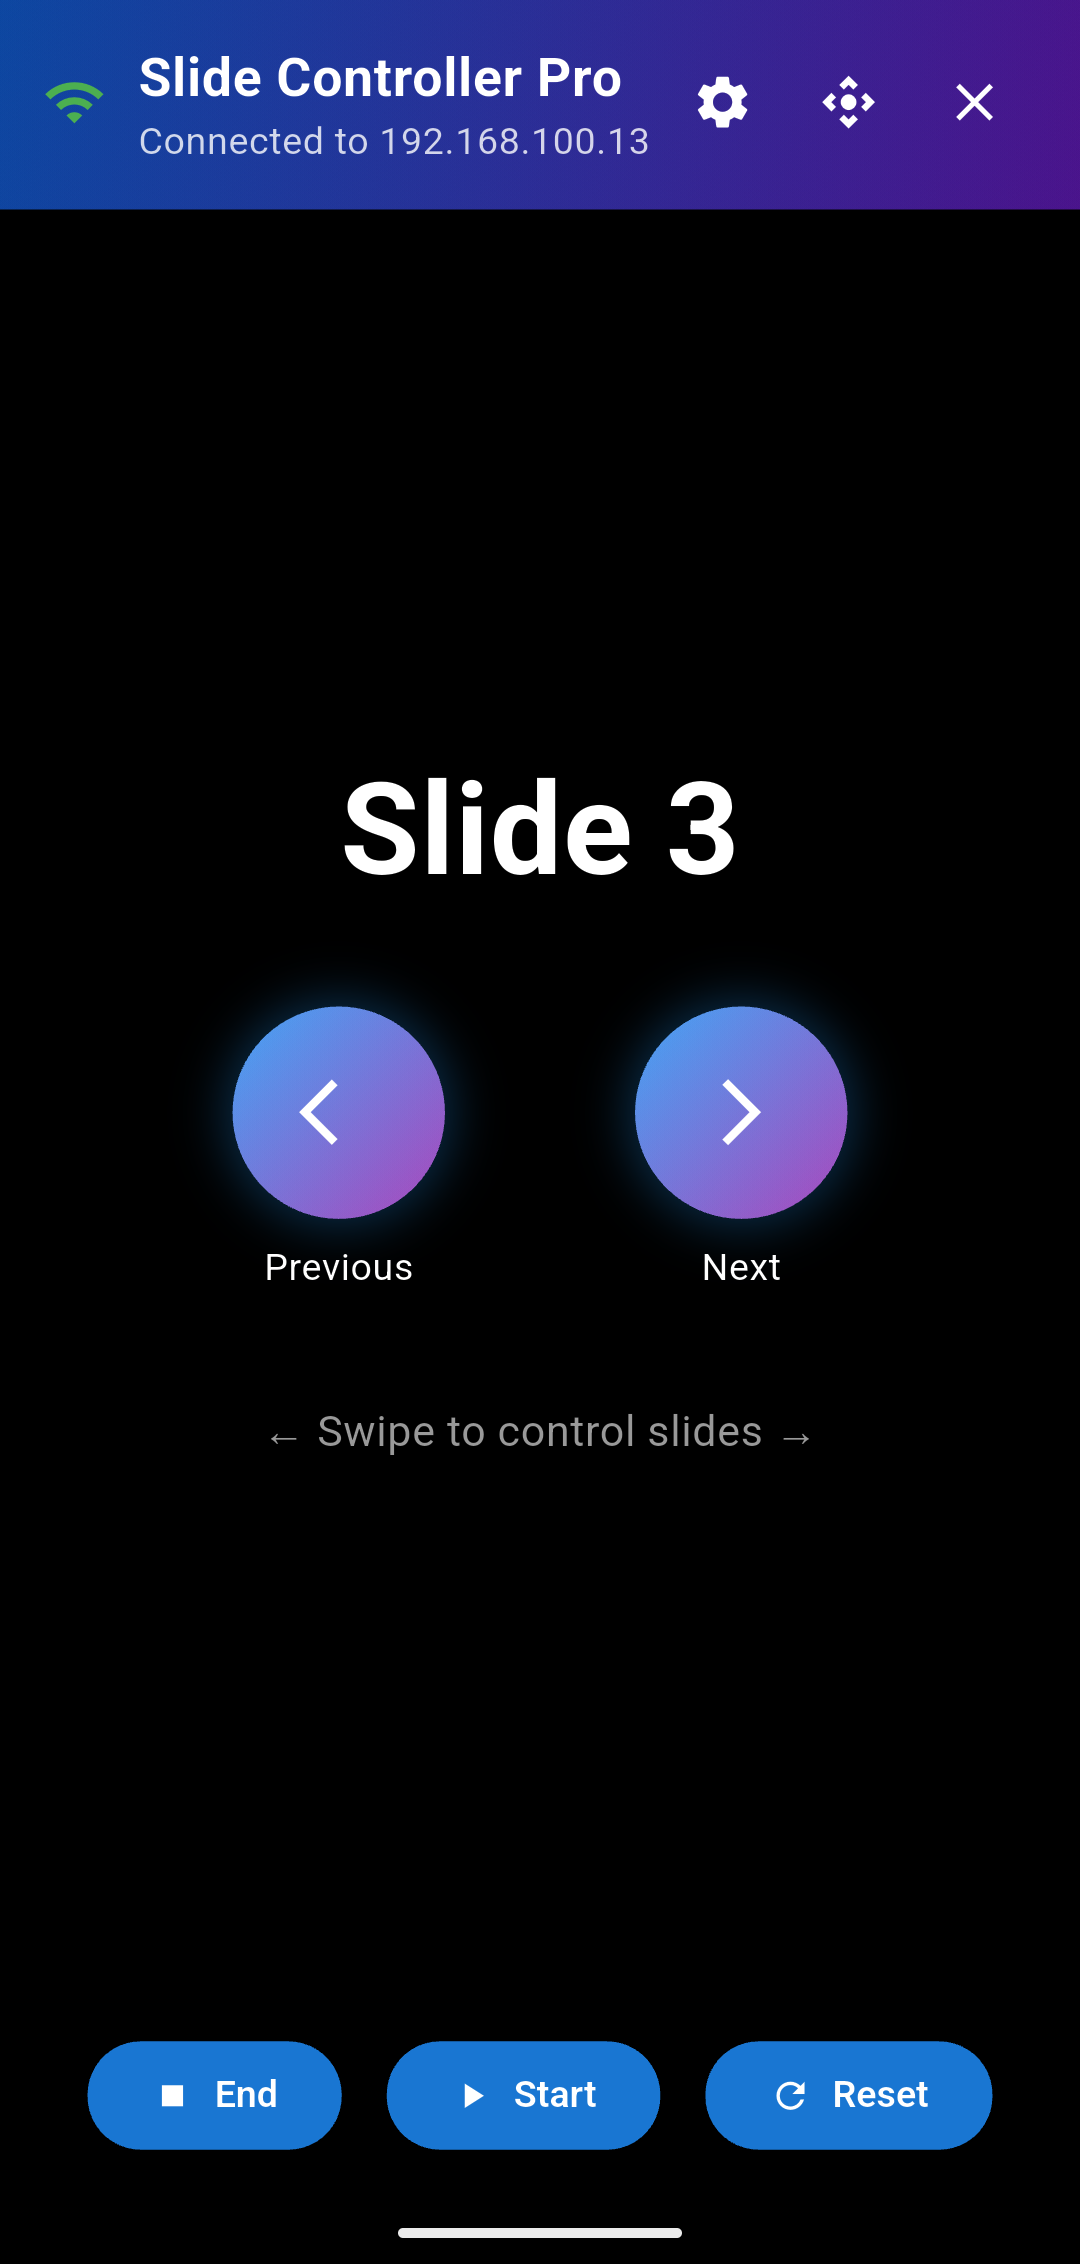 Slide Controller Pro
Connected to 192.168.100.13
Slide 3
Previous
Next
← Swipe to control slides →
End
Start
Reset